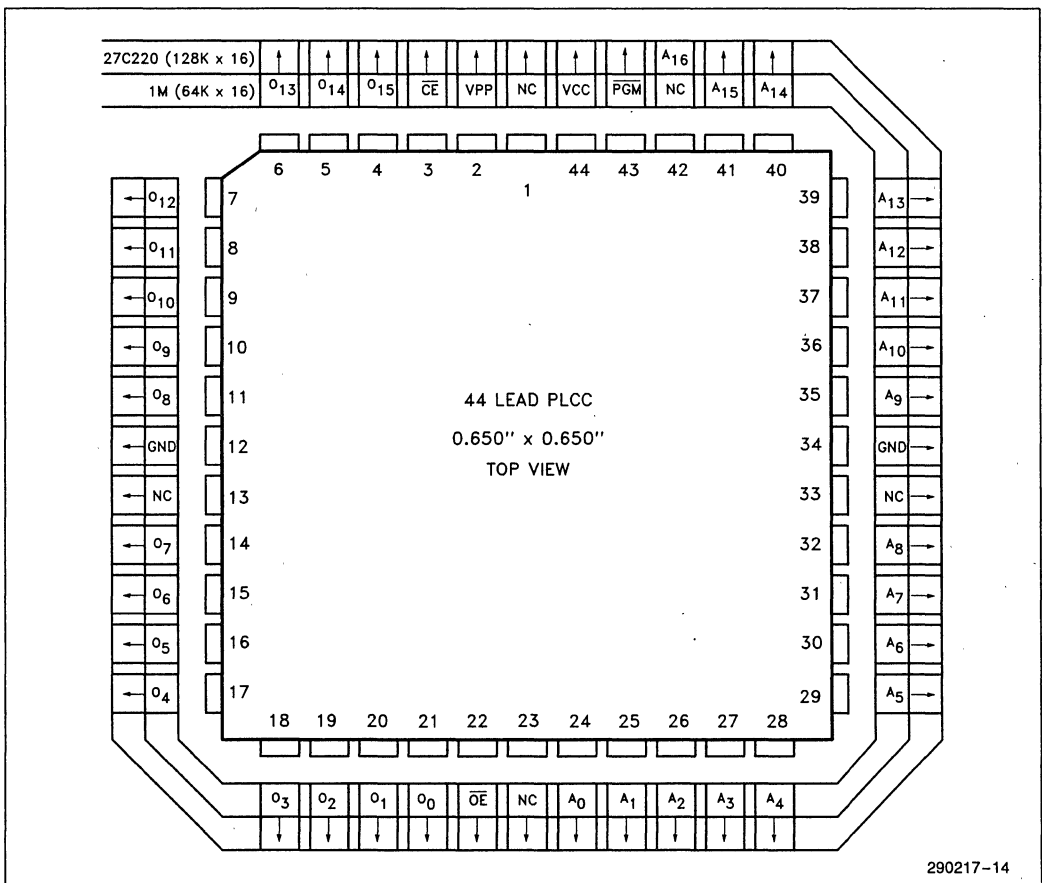 27C220 (128K x 16) A16
1M (64K x 16) O13 O14 O15 CE VPP NC VCC PGM NC A15 A14
6 5 4 3 2 1 44 43 42 41 40
O12 7 39 A13
O11 8 38 A12
O10 9 37 A11
O9 10 36 A10
O8 11 35 A9
GND 12 34 GND
NC 13 33 NC
O7 14 32 A8
O6 15 31 A7
O5 16 30 A6
O4 17 29 A5
44 LEAD PLCC
0.650" x 0.650"
TOP VIEW
18 19 20 21 22 23 24 25 26 27 28
O3 O2 O1 O0 OE NC A0 A1 A2 A3 A4
290217-14